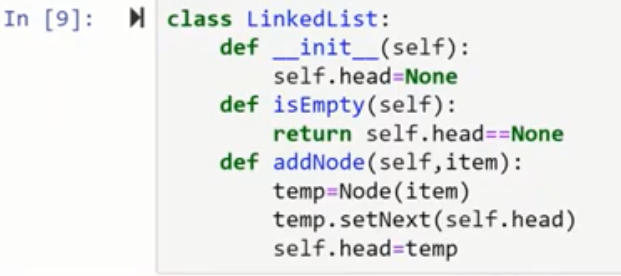 In [9]: class LinkedList:
    def __init__(self):
        self.head=None
    def isEmpty(self):
        return self.head==None
    def addNode(self,item):
        temp=Node(item)
        temp.setNext(self.head)
        self.head=temp